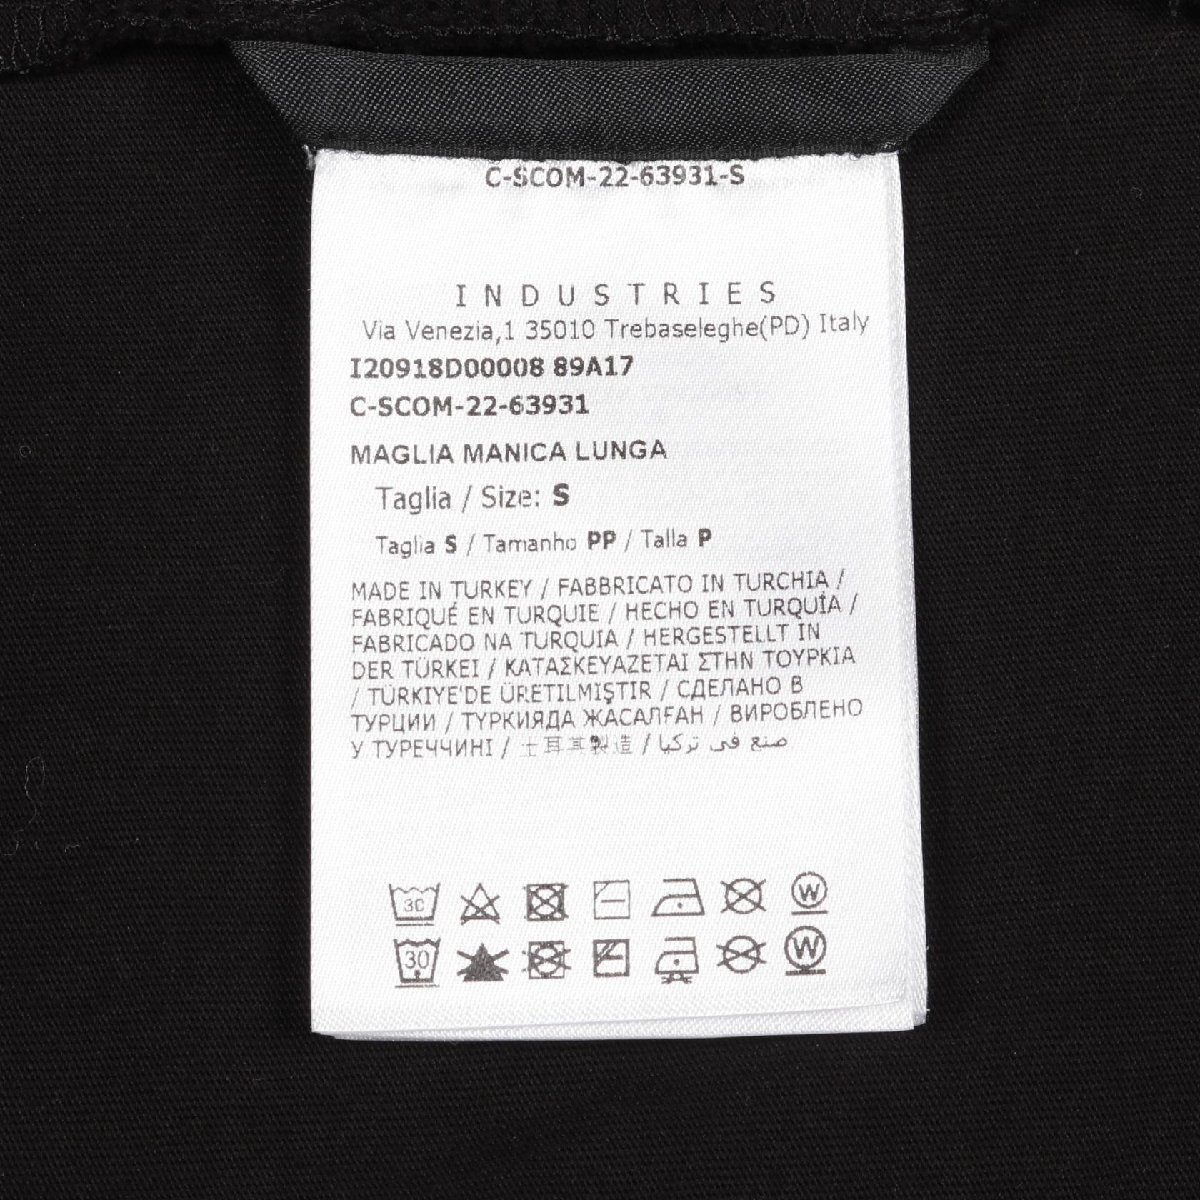 C-SCOM-22-63931-S
INDUSTRIES
Via Venezia,1 35010 Trebaseleghe(PD) Italy
I20918D00008 89A17
C-SCOM-22-63931
MAGLIA MANICA LUNGA
Taglia / Size: S
Taglia S / Tamanho PP / Talla P
MADE IN TURKEY / FABBRICATO IN TURCHIA /
FABRIQUÉ EN TURQUIE / HECHO EN TURQUÍA /
FABRICADO NA TURQUIA / HERGESTELLT IN
DER TÜRKEI / ΚΑΤΑΣΚΕΥΑΖΕΤΑΙ ΣΤΗΝ ΤΟΥΡΚΙΑ
/ TÜRKIYE'DE ÜRETILMIŞTIR / СДЕЛАНО В
ТУРЦИИ / ТҮРКИЯДА ЖАСАЛҒАН / ВИРОБЛЕНО
У ТУРЕЧЧИНІ / 土耳其製造 / صنع في تركيا
30 W
30 W